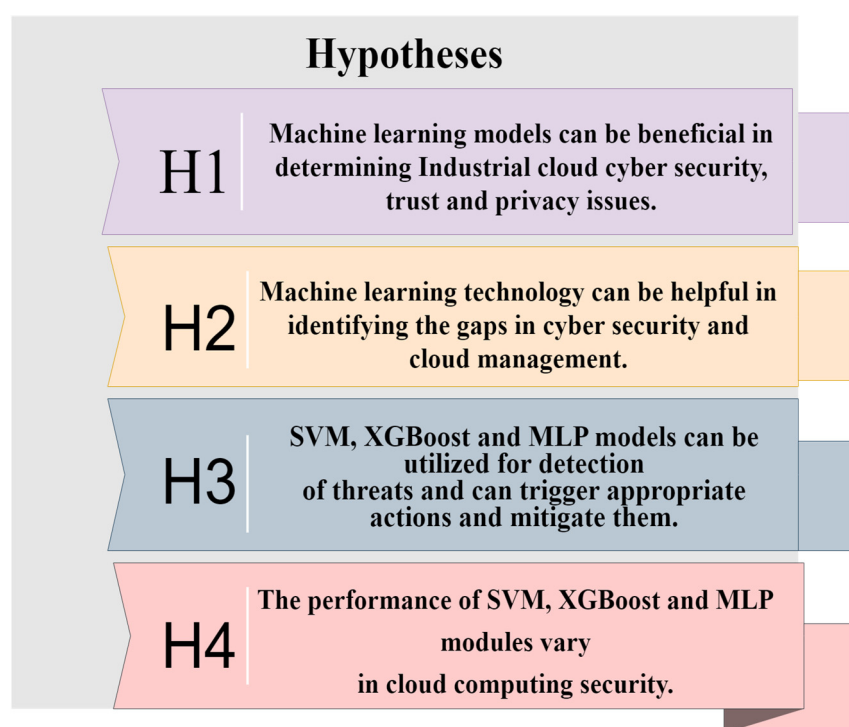 Hypotheses
H1
Machine learning models can be beneficial in
determining Industrial cloud cyber security,
trust and privacy issues.
H2
Machine learning technology can be helpful in
identifying the gaps in cyber security and
cloud management.
H3
SVM, XGBoost and MLP models can be
utilized for detection
of threats and can trigger appropriate
actions and mitigate them.
H4
The performance of SVM, XGBoost and MLP
modules vary
in cloud computing security.